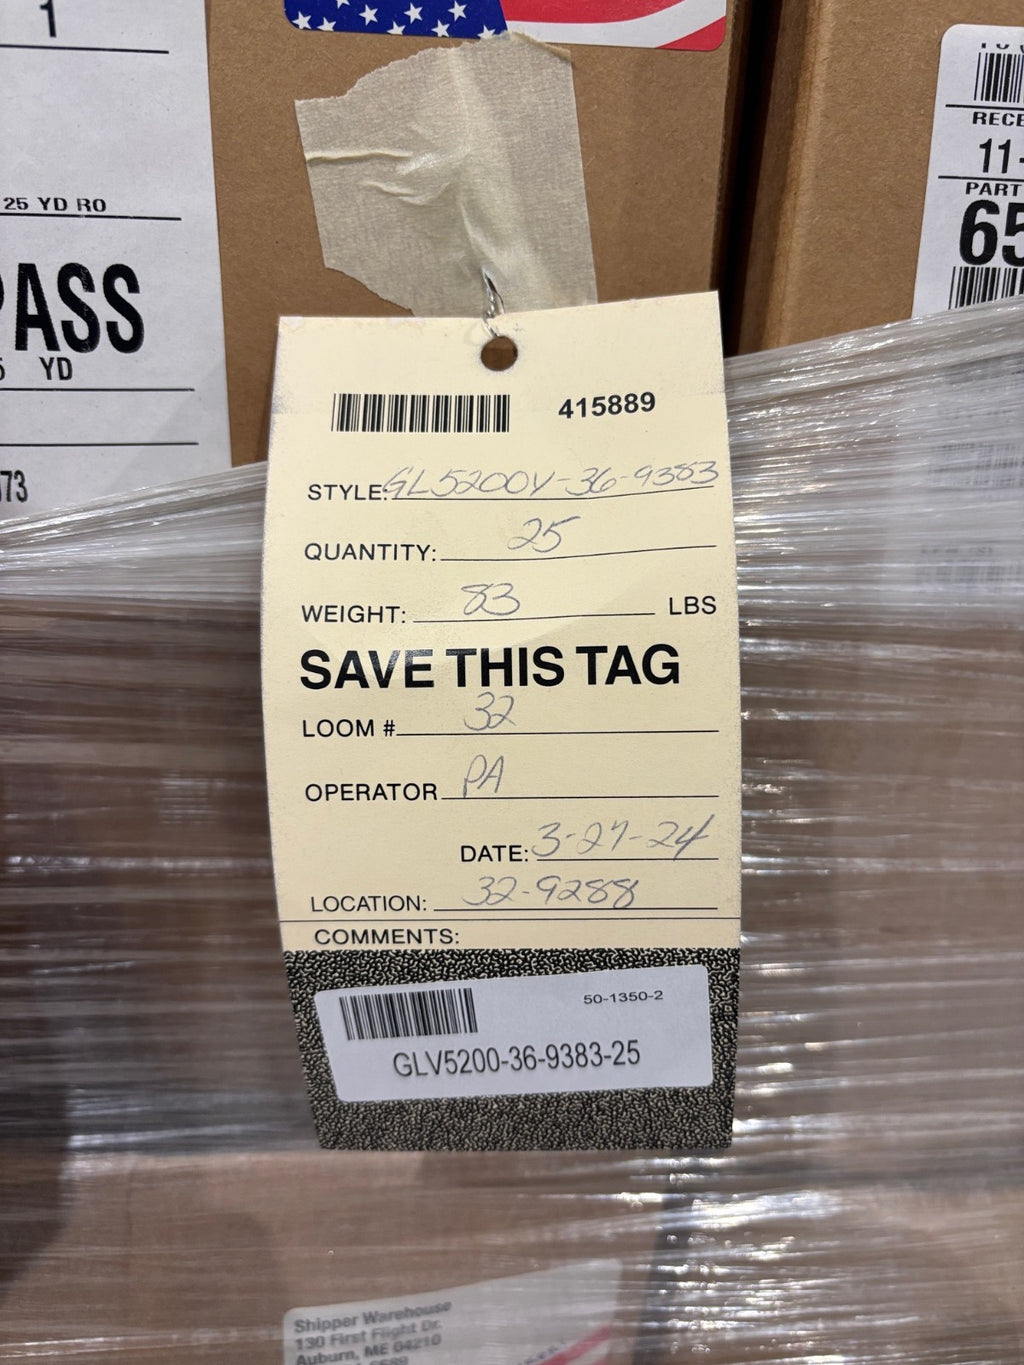 1
25 YD RO
PASS
5 YD
73
RECE
11-
PART
65
415889
STYLE: GL5200V-36-9383
QUANTITY: 25
WEIGHT: 83 LBS
SAVE THIS TAG
LOOM # 32
OPERATOR PA
DATE: 3-27-24
LOCATION: 32-9288
COMMENTS:
50-1350-2
GLV5200-36-9383-25
Shipper Warehouse
130 First Flight Dr.
Auburn, ME 04210